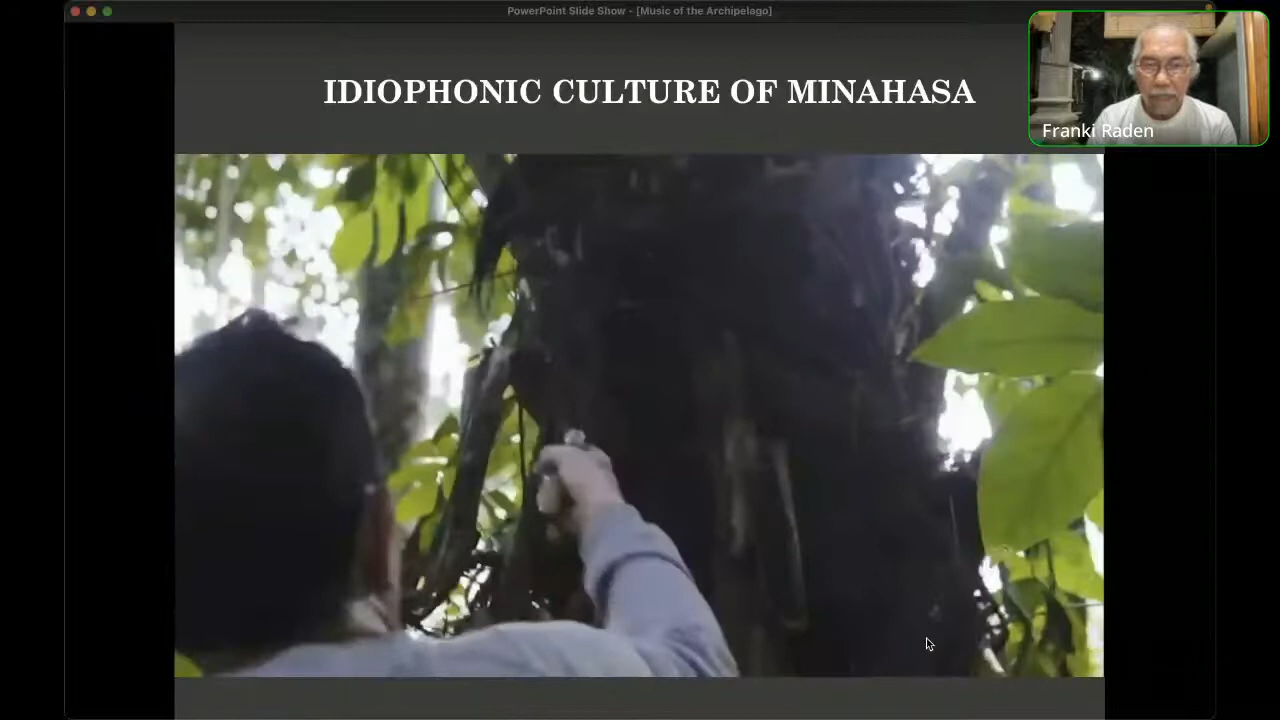 PowerPoint Slide Show - [Music of the Archipelago]
IDIOPHONIC CULTURE OF MINAHASA
Franki Raden